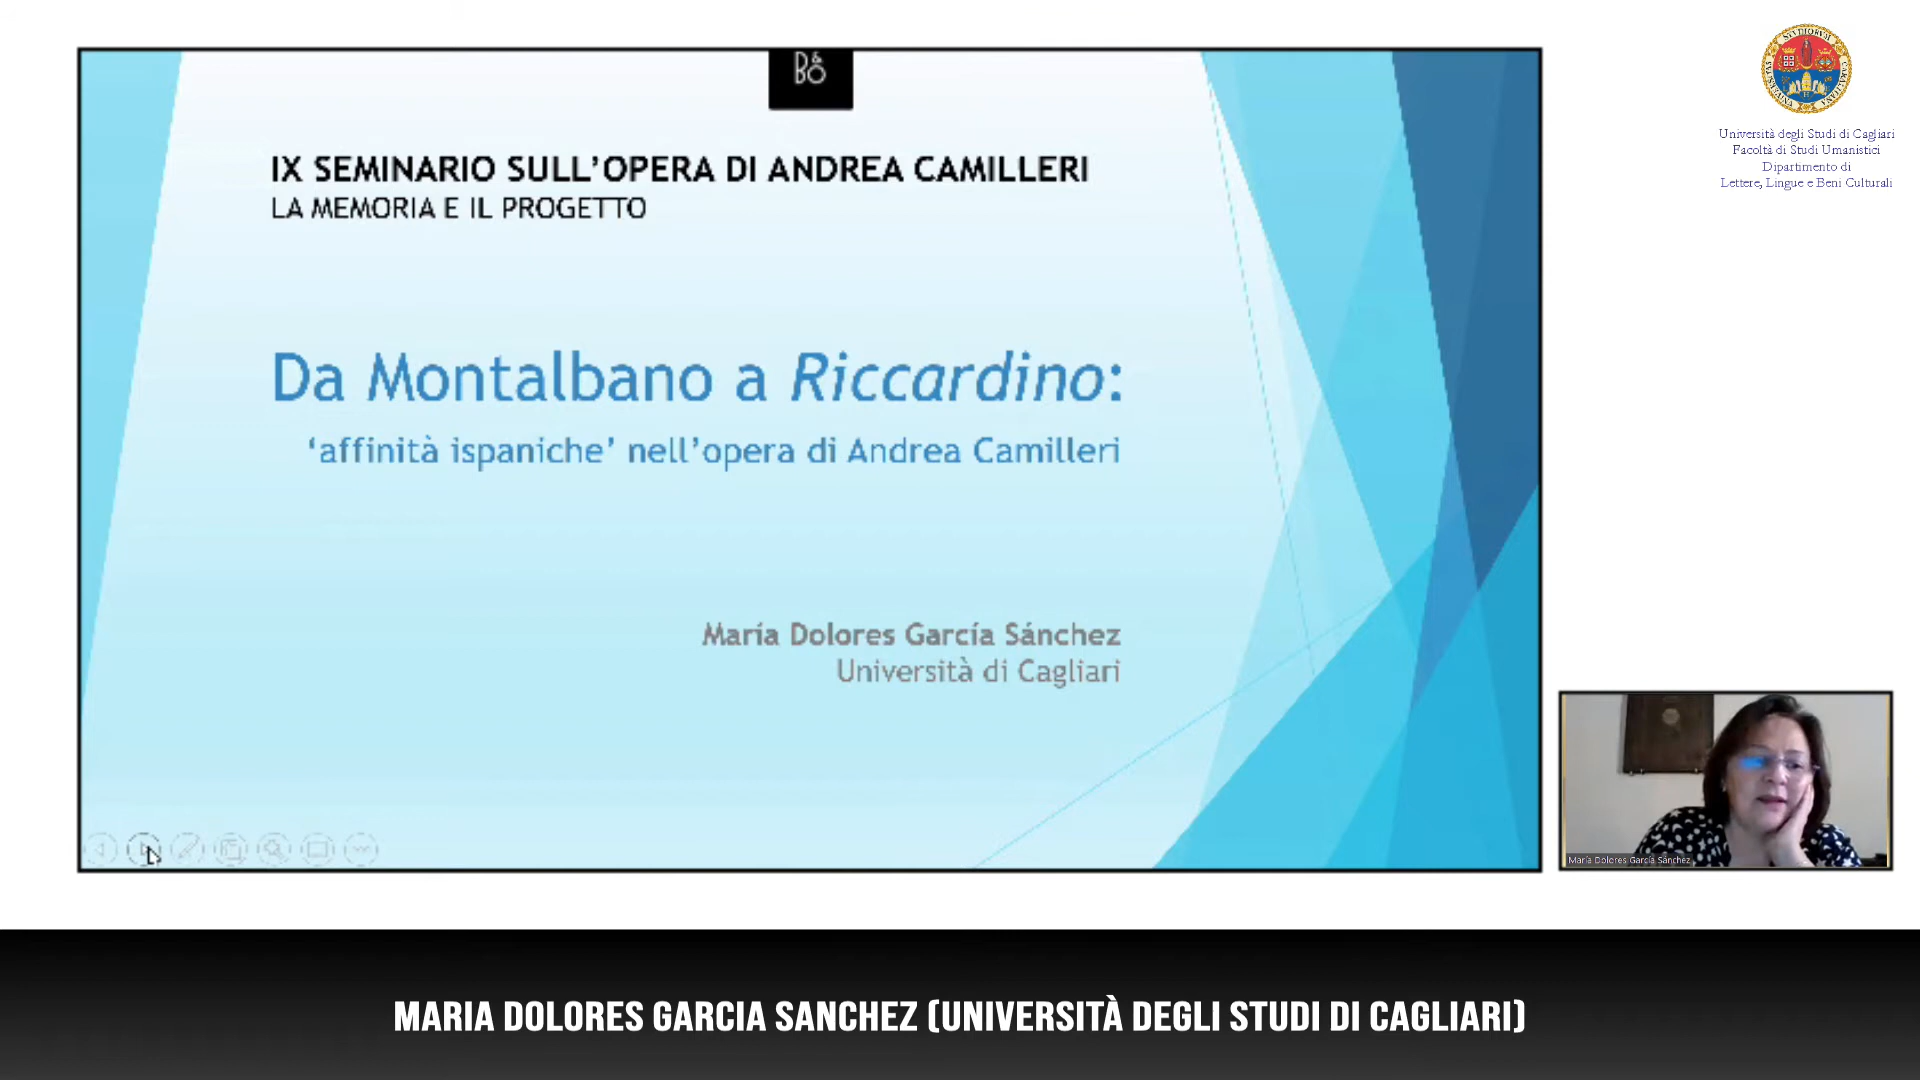 D&
BO
IX SEMINARIO SULL’OPERA DI ANDREA CAMILLERI
LA MEMORIA E IL PROGETTO
Da Montalbano a Riccardino:
‘affinità ispaniche’ nell’opera di Andrea Camilleri
María Dolores García Sánchez
Università di Cagliari
Università degli Studi di Cagliari
Facoltà di Studi Umanistici
Dipartimento di
Lettere, Lingue e Beni Culturali
María Dolores García Sánchez
MARIA DOLORES GARCIA SANCHEZ (UNIVERSITÀ DEGLI STUDI DI CAGLIARI)